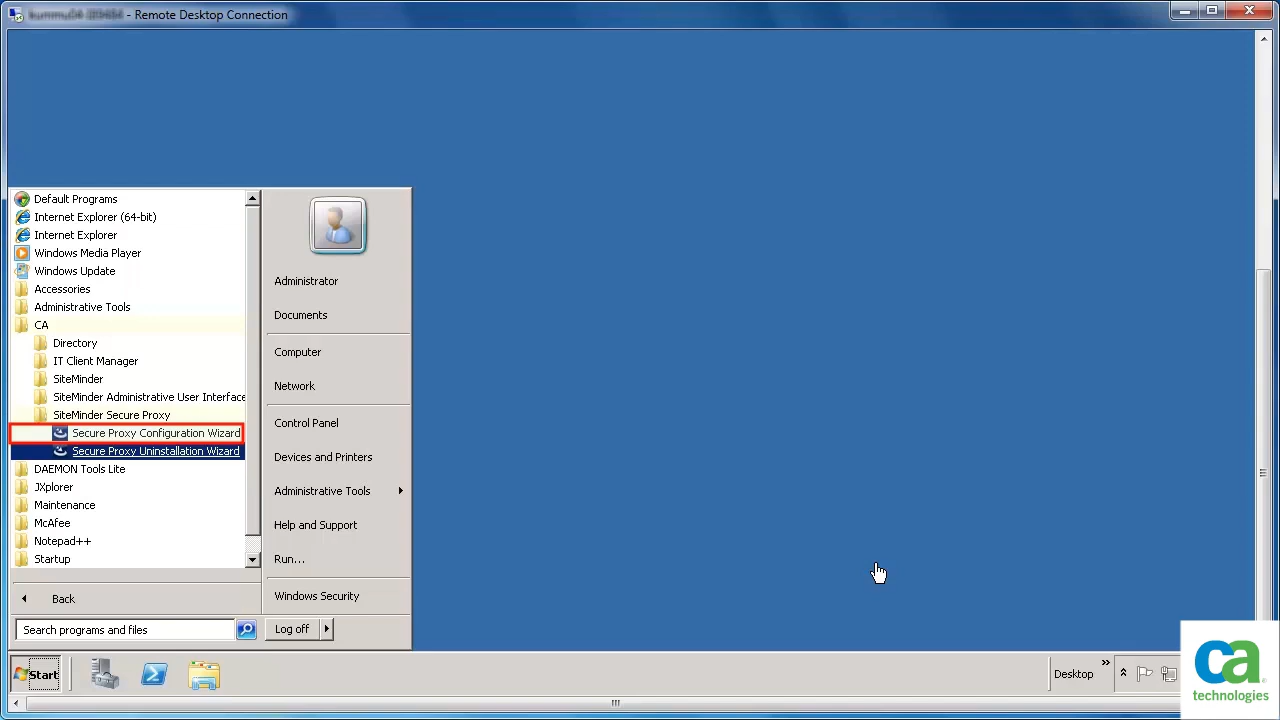 - Remote Desktop Connection
Default Programs
Internet Explorer (64-bit)
Internet Explorer
Windows Media Player
Windows Update
Accessories
Administrative Tools
CA
Directory
IT Client Manager
SiteMinder
SiteMinder Administrative User Interface
SiteMinder Secure Proxy
Secure Proxy Configuration Wizard
Secure Proxy Uninstallation Wizard
DAEMON Tools Lite
JXplorer
Maintenance
McAfee
Notepad++
Startup
Back
Search programs and files
Administrator
Documents
Computer
Network
Control Panel
Devices and Printers
Administrative Tools
Help and Support
Run...
Windows Security
Log off
Start
Desktop
ca
technologies